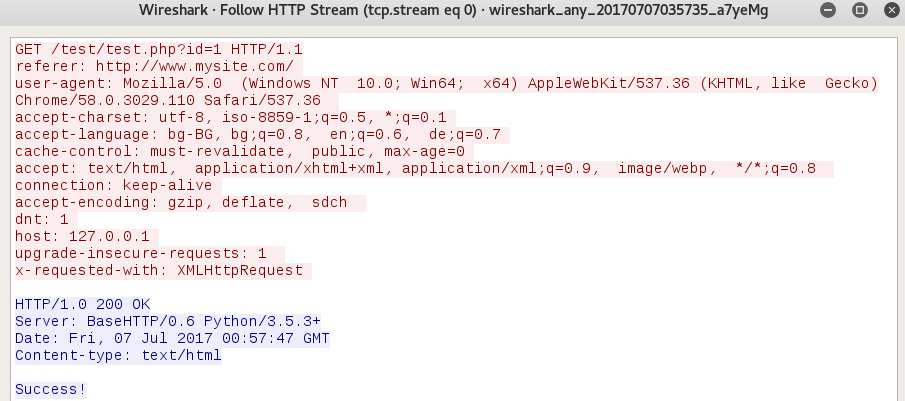 Wireshark · Follow HTTP Stream (tcp.stream eq 0) · wireshark_any_20170707035735_a7yeMg
GET /test/test.php?id=1 HTTP/1.1
referer: http://www.mysite.com/
user-agent: Mozilla/5.0  (Windows NT  10.0; Win64;  x64) AppleWebKit/537.36 (KHTML, like  Gecko)
Chrome/58.0.3029.110 Safari/537.36
accept-charset: utf-8, iso-8859-1;q=0.5, *;q=0.1
accept-language: bg-BG, bg;q=0.8,  en;q=0.6,  de;q=0.7
cache-control: must-revalidate,  public, max-age=0
accept: text/html,  application/xhtml+xml, application/xml;q=0.9,  image/webp,  */*;q=0.8
connection: keep-alive
accept-encoding: gzip, deflate,  sdch
dnt: 1
host: 127.0.0.1
upgrade-insecure-requests: 1
x-requested-with: XMLHttpRequest
HTTP/1.0 200 OK
Server: BaseHTTP/0.6 Python/3.5.3+
Date: Fri, 07 Jul 2017 00:57:47 GMT
Content-type: text/html
Success!